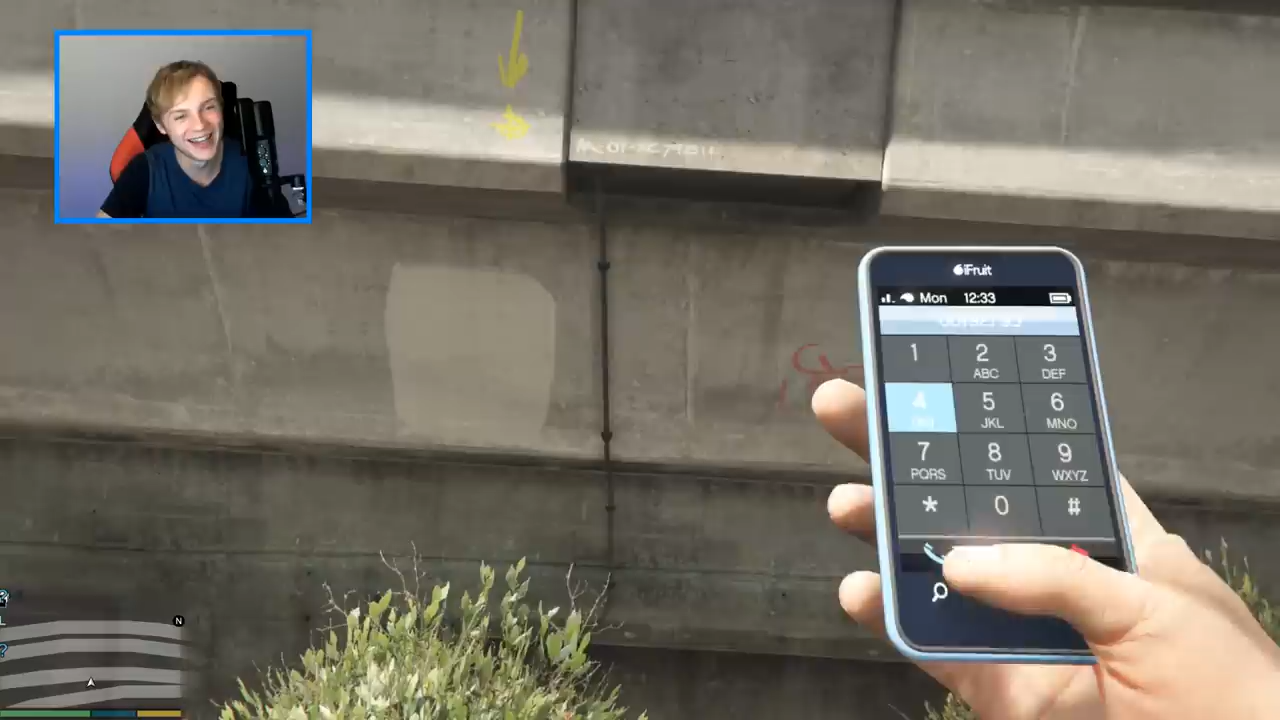 iFruit
Mon 12:33
1 2 3
ABC DEF
4 5 6
JKL MNO
7 8 9
PQRS TUV WXYZ
* 0 #
N
L
?